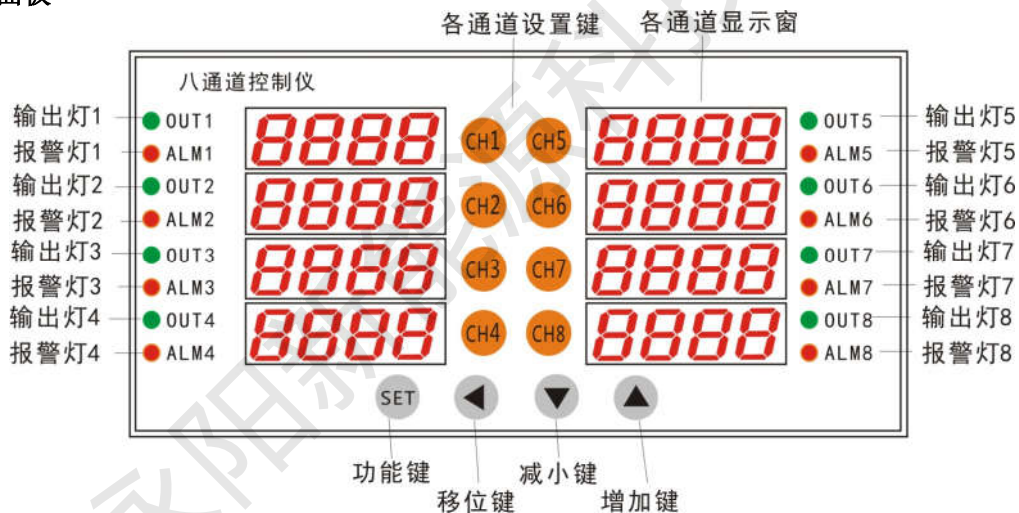 面板
各通道设置键 各通道显示窗
八通道控制仪
输出灯1 OUT1 8888 CH1 CH5 8888 OUT5 输出灯5
报警灯1 ALM1 ALM5 报警灯5
输出灯2 OUT2 8888 CH2 CH6 8888 OUT6 输出灯6
报警灯2 ALM2 ALM6 报警灯6
输出灯3 OUT3 8888 CH3 CH7 8888 OUT7 输出灯7
报警灯3 ALM3 ALM7 报警灯7
输出灯4 OUT4 8888 CH4 CH8 8888 OUT8 输出灯8
报警灯4 ALM4 ALM8 报警灯8
SET
功能键 减小键
移位键 增加键